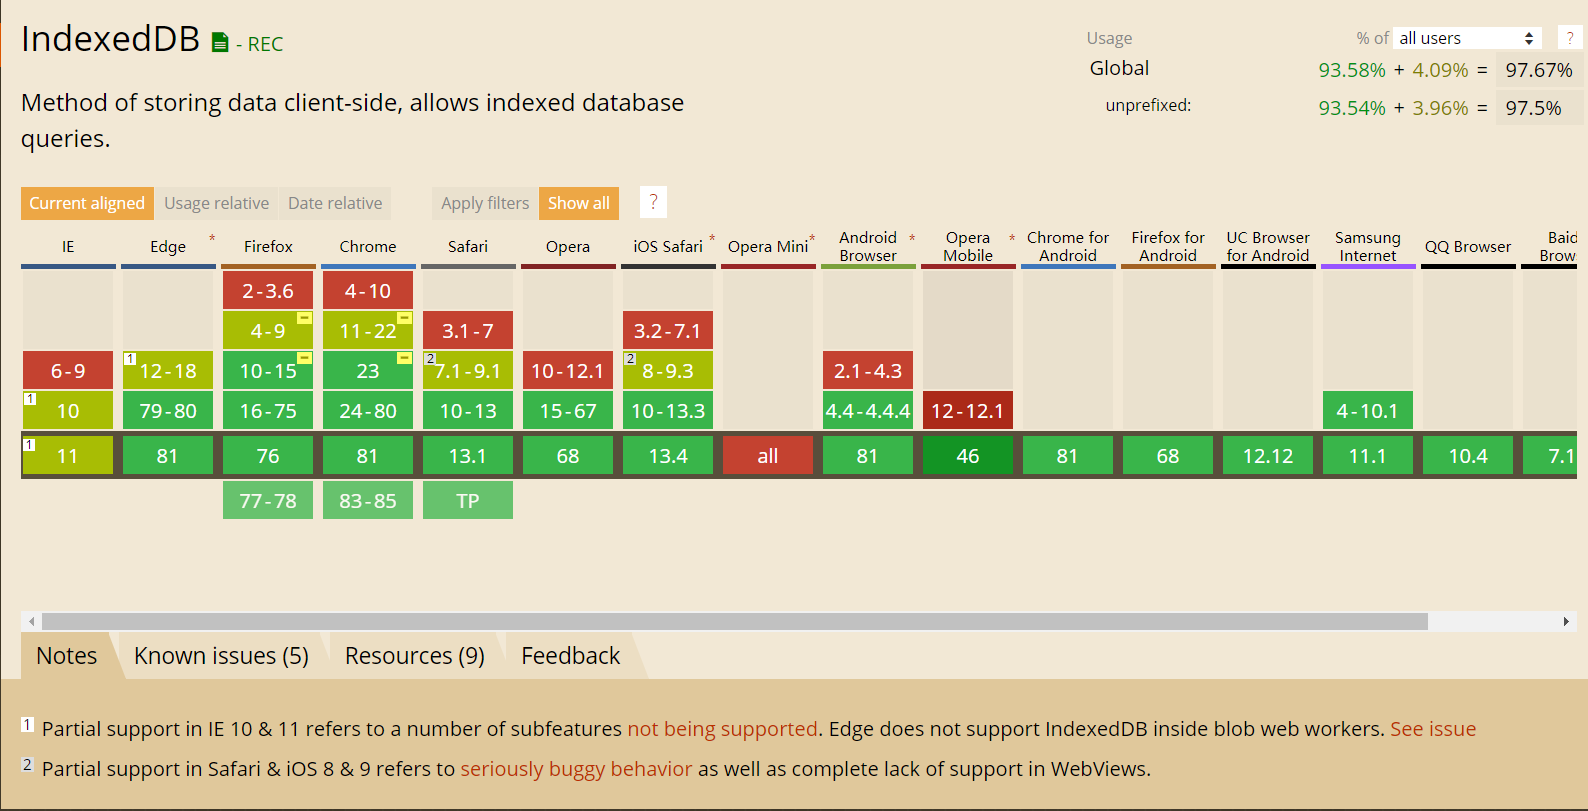 IndexedDB - REC
Usage % of all users ?
Global 93.58% + 4.09% = 97.67%
unprefixed: 93.54% + 3.96% = 97.5%
Method of storing data client-side, allows indexed database
queries.
Current aligned Usage relative Date relative Apply filters Show all ?
IE Edge * Firefox Chrome Safari Opera iOS Safari * Opera Mini * Android Browser * Opera Mobile * Chrome for Android Firefox for Android UC Browser for Android Samsung Internet QQ Browser
2-3.6 4-10
4-9 11-22 3.1-7 3.2-7.1
6-9 1 12-18 10-15 23 2 7.1-9.1 10-12.1 2 8-9.3 2.1-4.3
1 10 79-80 16-75 24-80 10-13 15-67 10-13.3 4.4-4.4.4 12-12.1 4-10.1
1 11 81 76 81 13.1 68 13.4 all 81 46 81 68 12.12 11.1 10.4
77-78 83-85 TP
Notes Known issues (5) Resources (9) Feedback
1 Partial support in IE 10 & 11 refers to a number of subfeatures not being supported. Edge does not support IndexedDB inside blob web workers. See issue
2 Partial support in Safari & iOS 8 & 9 refers to seriously buggy behavior as well as complete lack of support in WebViews.